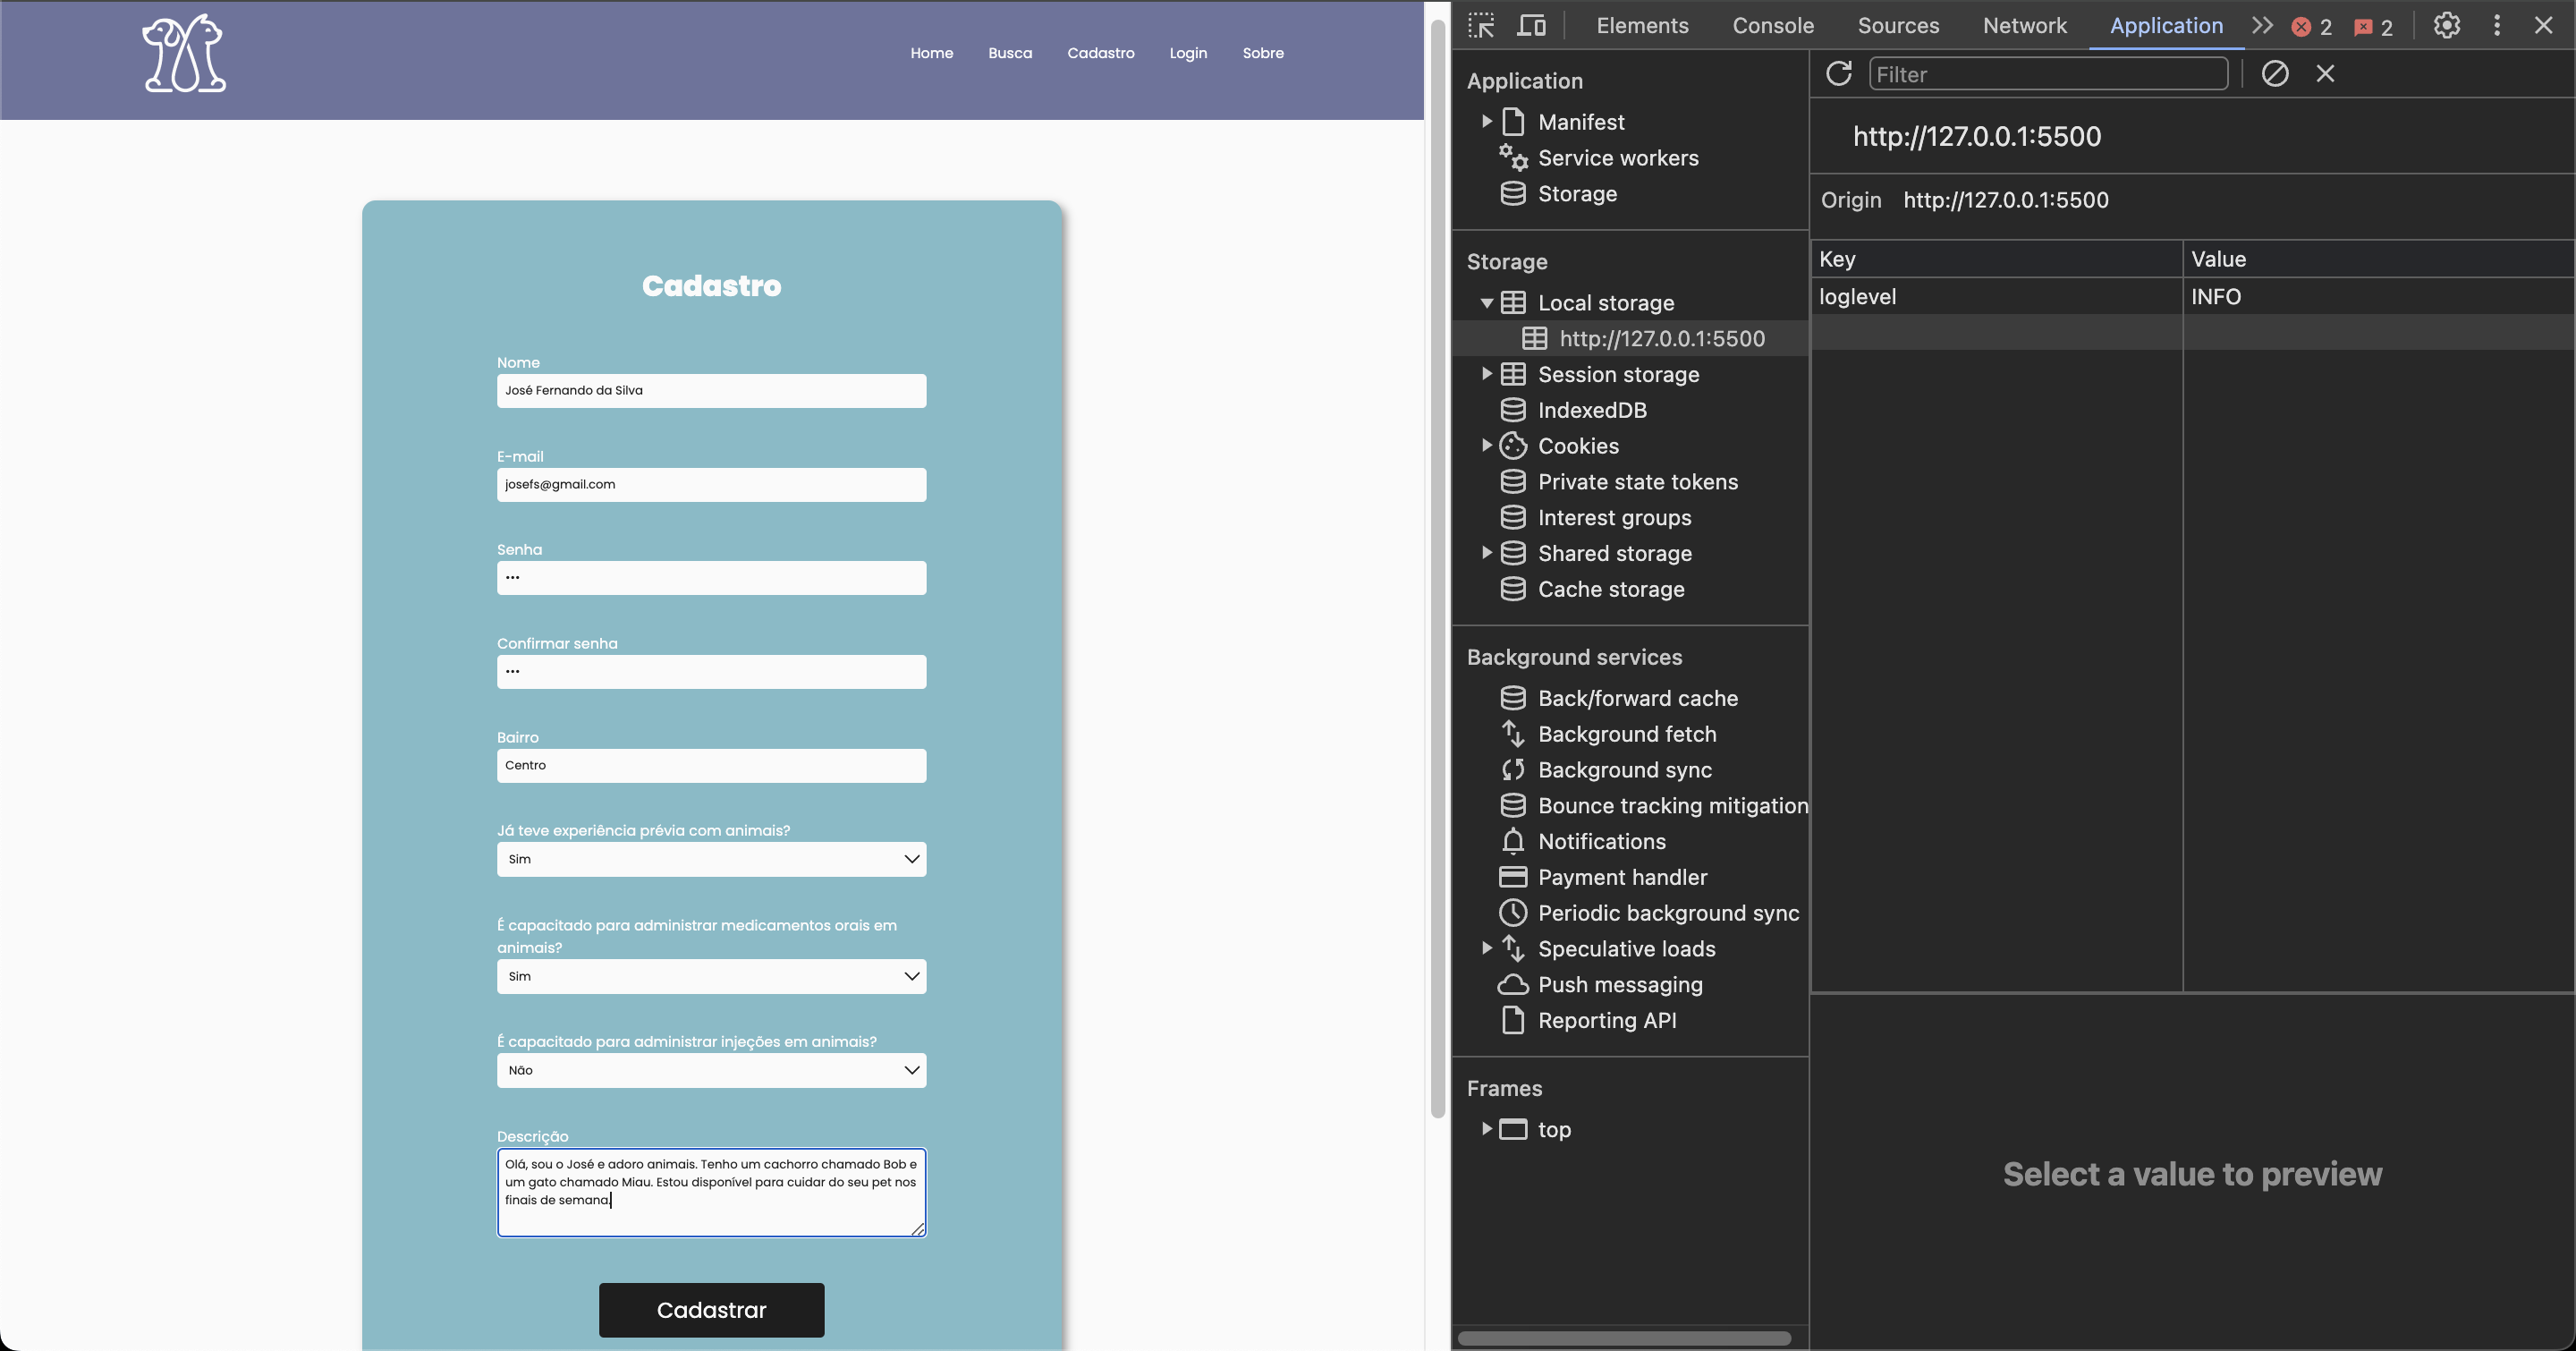 Home Busca Cadastro Login Sobre
Cadastro
Nome
José Fernando da Silva
E-mail
josefs@gmail.com
Senha
•••
Confirmar senha
•••
Bairro
Centro
Já teve experiência prévia com animais?
Sim
É capacitado para administrar medicamentos orais em
animais?
Sim
É capacitado para administrar injeções em animais?
Não
Descrição
Olá, sou o José e adoro animais. Tenho um cachorro chamado Bob e
um gato chamado Miau. Estou disponível para cuidar do seu pet nos
finais de semana.
Cadastrar
Elements Console Sources Network Application 2 2
Application
Manifest
Service workers
Storage
Storage
Local storage
http://127.0.0.1:5500
Session storage
IndexedDB
Cookies
Private state tokens
Interest groups
Shared storage
Cache storage
Background services
Back/forward cache
Background fetch
Background sync
Bounce tracking mitigation
Notifications
Payment handler
Periodic background sync
Speculative loads
Push messaging
Reporting API
Frames
top
Filter
http://127.0.0.1:5500
Origin http://127.0.0.1:5500
Key Value
loglevel INFO
Select a value to preview